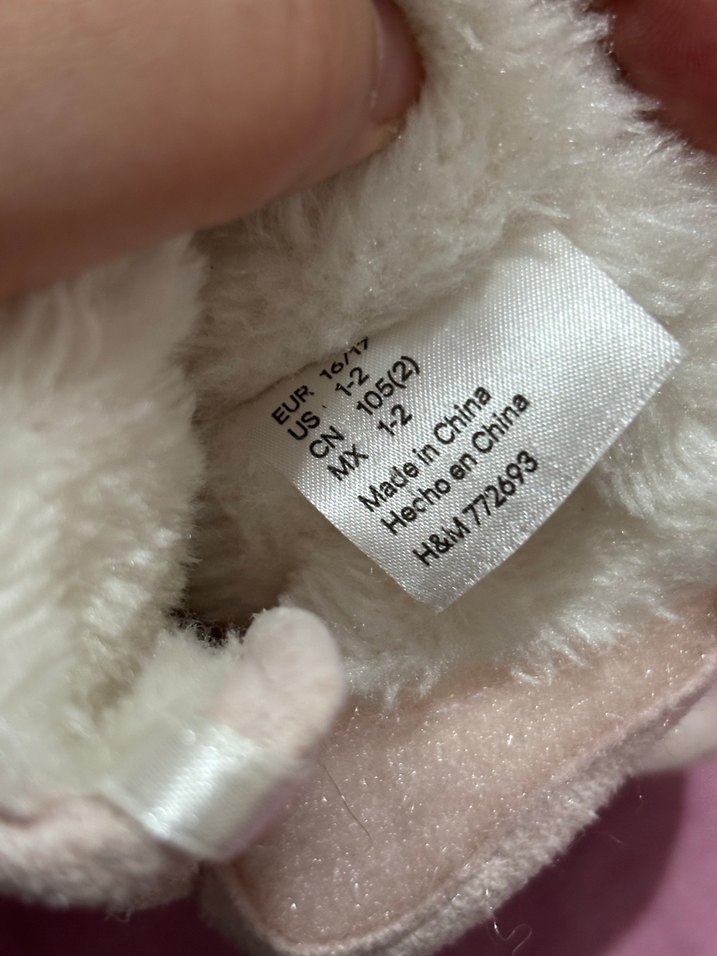 EUR 16/17
US 1-2
CN 105(2)
MX 1-2
Made in China
Hecho en China
H&M 772693